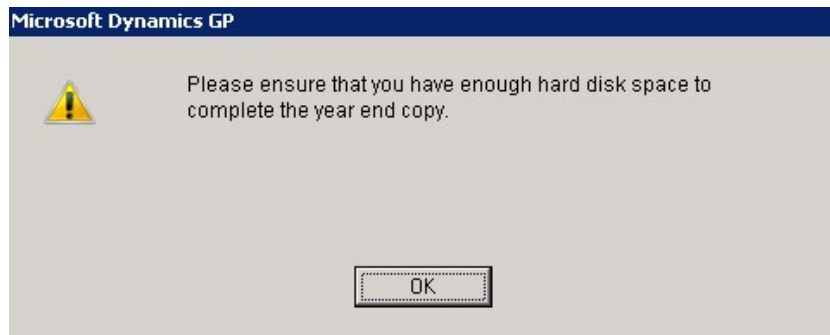 Microsoft Dynamics GP
Please ensure that you have enough hard disk space to
complete the year end copy.
OK